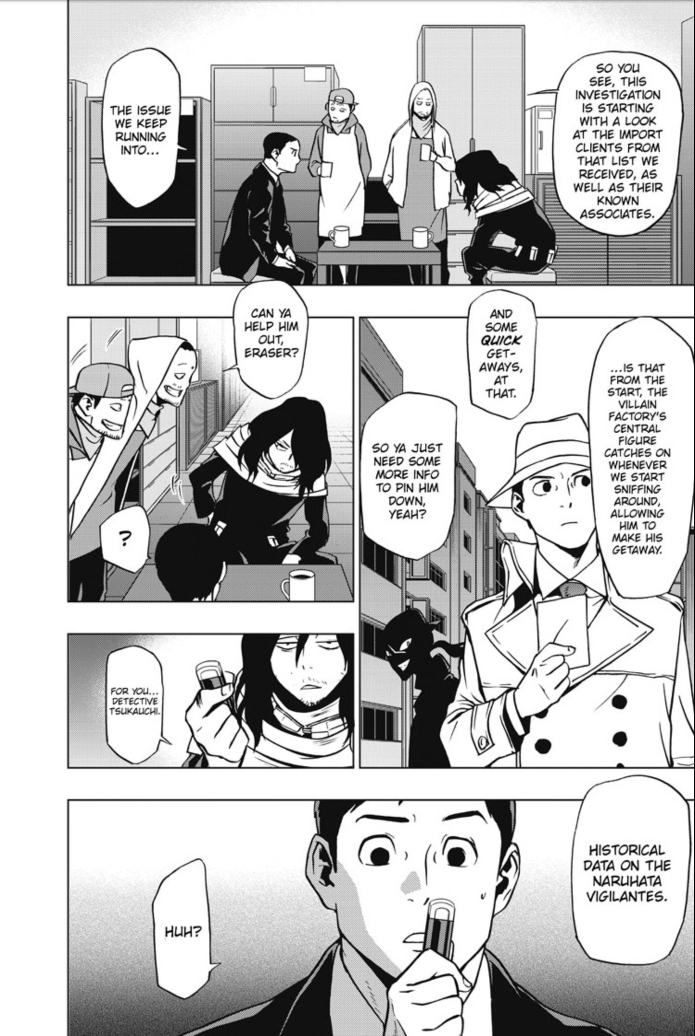 SO YOU
SEE, THIS
INVESTIGATION
IS STARTING
WITH A LOOK
AT THE IMPORT
CLIENTS FROM
THAT LIST WE
RECEIVED, AS
WELL AS THEIR
KNOWN
ASSOCIATES.
THE ISSUE
WE KEEP
RUNNING
INTO...
...IS THAT
FROM THE
START, THE
VILLAIN
FACTORY'S
CENTRAL
FIGURE
CATCHES ON
WHENEVER
WE START
SNIFFING
AROUND,
ALLOWING
HIM TO
MAKE HIS
GETAWAY.
AND
SOME
QUICK
GET-
AWAYS,
AT
THAT.
SO YA JUST
NEED SOME
MORE INFO
TO PIN HIM
DOWN,
YEAH?
CAN YA
HELP HIM
OUT,
ERASER?
?
FOR YOU...
DETECTIVE
TSUKAUCHI.
HISTORICAL
DATA ON THE
NARUHATA
VIGILANTES.
HUH?